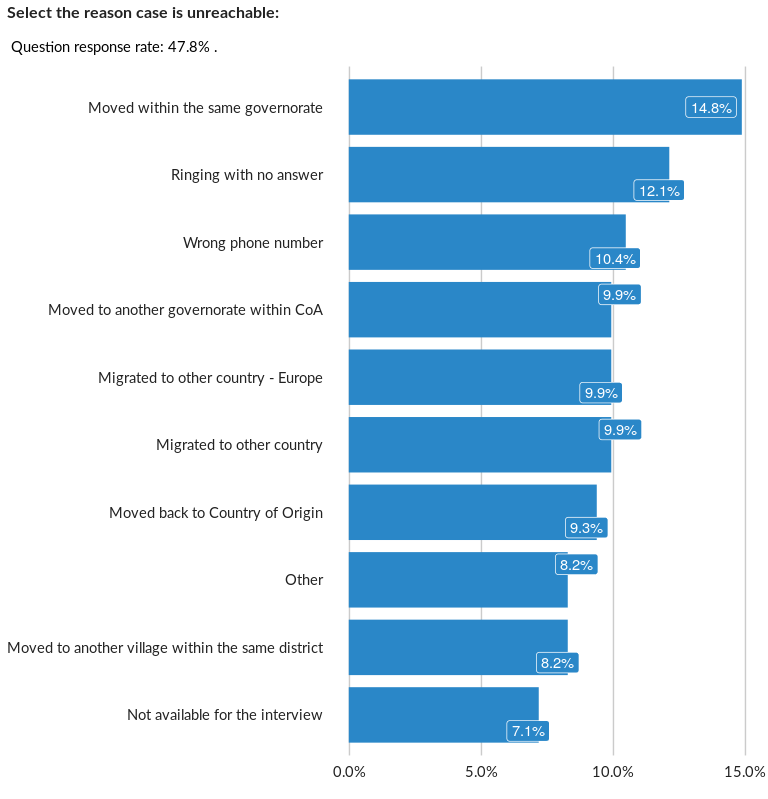 Select the reason case is unreachable:
Question response rate: 47.8% .
Moved within the same governorate 14.8%
Ringing with no answer 12.1%
Wrong phone number 10.4%
Moved to another governorate within CoA 9.9%
Migrated to other country - Europe 9.9%
Migrated to other country 9.9%
Moved back to Country of Origin 9.3%
Other 8.2%
Moved to another village within the same district 8.2%
Not available for the interview 7.1%
0.0% 5.0% 10.0% 15.0%